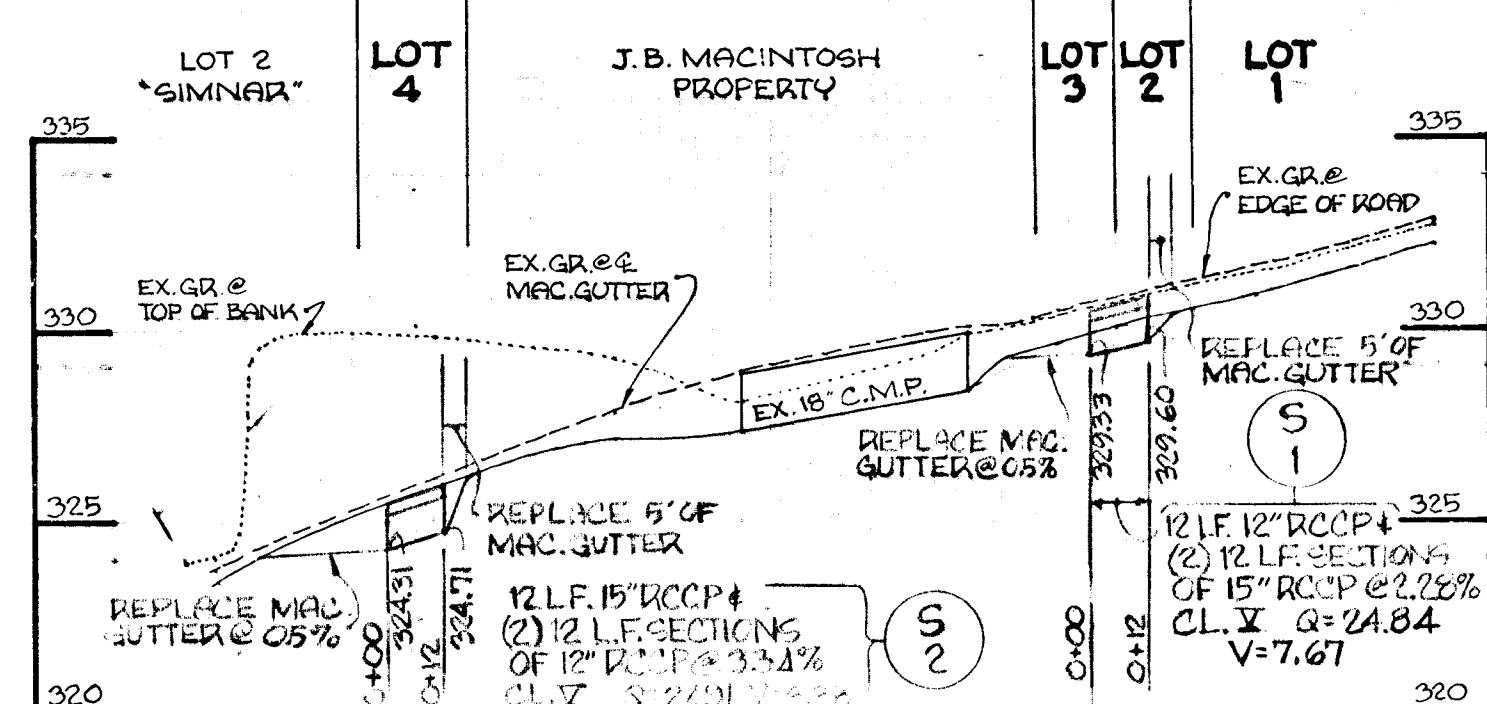 LOT 2
"SIMNAR"
LOT
4
J.B. MACINTOSH
PROPERTY
LOT
3
LOT
2
LOT
1
335
335
EX.GR.@
EDGE OF ROAD
EX.GR.@℄
MAC.GUTTER
EX.GR.@
TOP OF BANK
330
330
REPLACE 5' OF
MAC.GUTTER
EX. 18" C.M.P.
REPLACE MAC.
GUTTER@0.5%
329.33
329.60
S
1
325
325
REPLACE 5' OF
MAC.GUTTER
12 L.F. 12" RCCP &
(2) 12 L.F. SECTIONS
OF 15" RCCP @ 2.28%
CL. V Q=24.84
V=7.67
REPLACE MAC.
GUTTER @ 0.5%
0+00
324.31
0+12
324.71
12 L.F. 15" RCCP &
(2) 12 L.F. SECTIONS
OF 12" RCCP @ 3.34%
CL. V
S
2
0+00
0+12
320
320